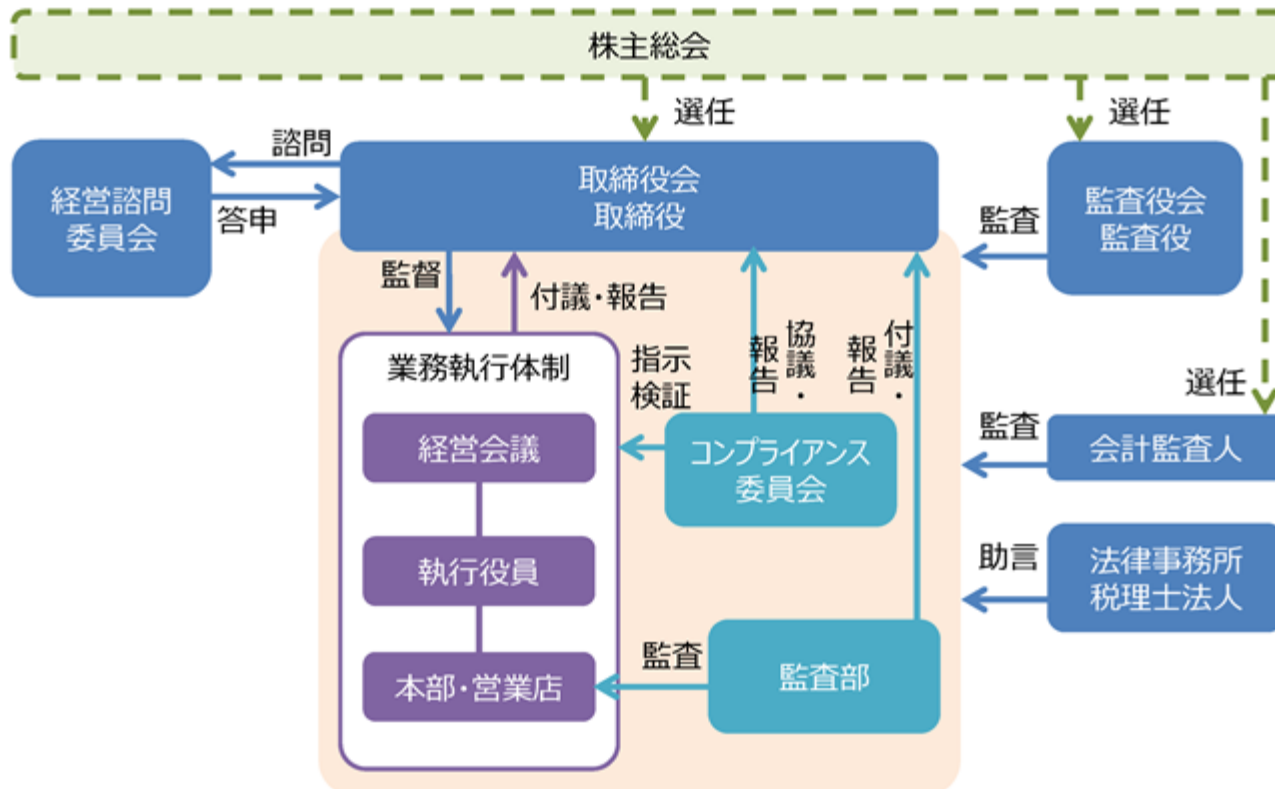 株主総会
選任
選任
諮問
取締役会
取締役
経営諮問
委員会
答申
監査役会
監査役
監査
監督
付議・報告
業務執行体制
指示
検証
協議・
報告
付議・
報告
選任
経営会議
コンプライアンス
委員会
監査
会計監査人
執行役員
助言
法律事務所
税理士法人
本部・営業店
監査
監査部